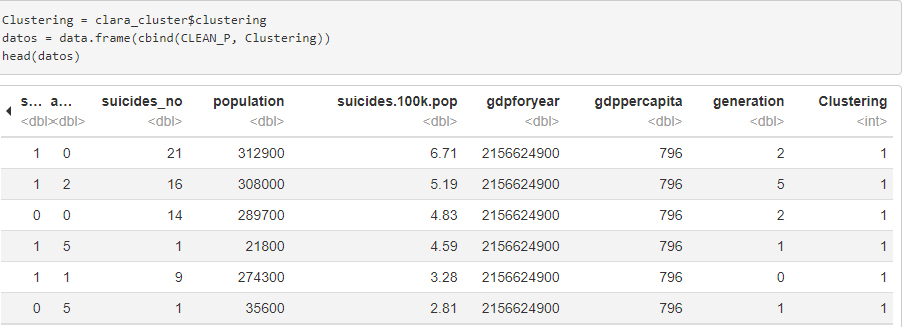 Clustering = clara_cluster$clustering
datos = data.frame(cbind(CLEAN_P, Clustering))
head(datos)
s... a... suicides_no population suicides.100k.pop gdpforyear gdppercapita generation Clustering
<dbl> <dbl> <dbl> <dbl> <dbl> <dbl> <dbl> <dbl> <int>
1 0 21 312900 6.71 2156624900 796 2 1
1 2 16 308000 5.19 2156624900 796 5 1
0 0 14 289700 4.83 2156624900 796 2 1
1 5 1 21800 4.59 2156624900 796 1 1
1 1 9 274300 3.28 2156624900 796 0 1
0 5 1 35600 2.81 2156624900 796 1 1